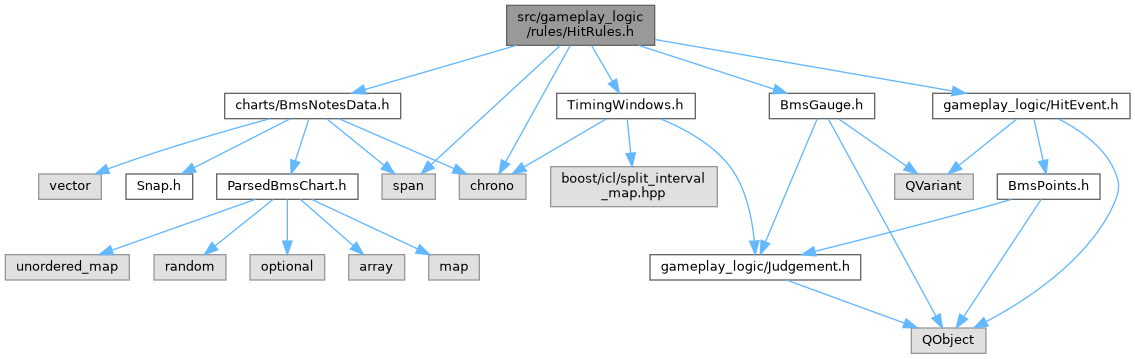 src/gameplay_logic
/rules/HitRules.h
charts/BmsNotesData.h
TimingWindows.h
BmsGauge.h
gameplay_logic/HitEvent.h
vector
Snap.h
ParsedBmsChart.h
span
chrono
boost/icl/split_interval
_map.hpp
QVariant
BmsPoints.h
unordered_map
random
optional
array
map
gameplay_logic/Judgement.h
QObject